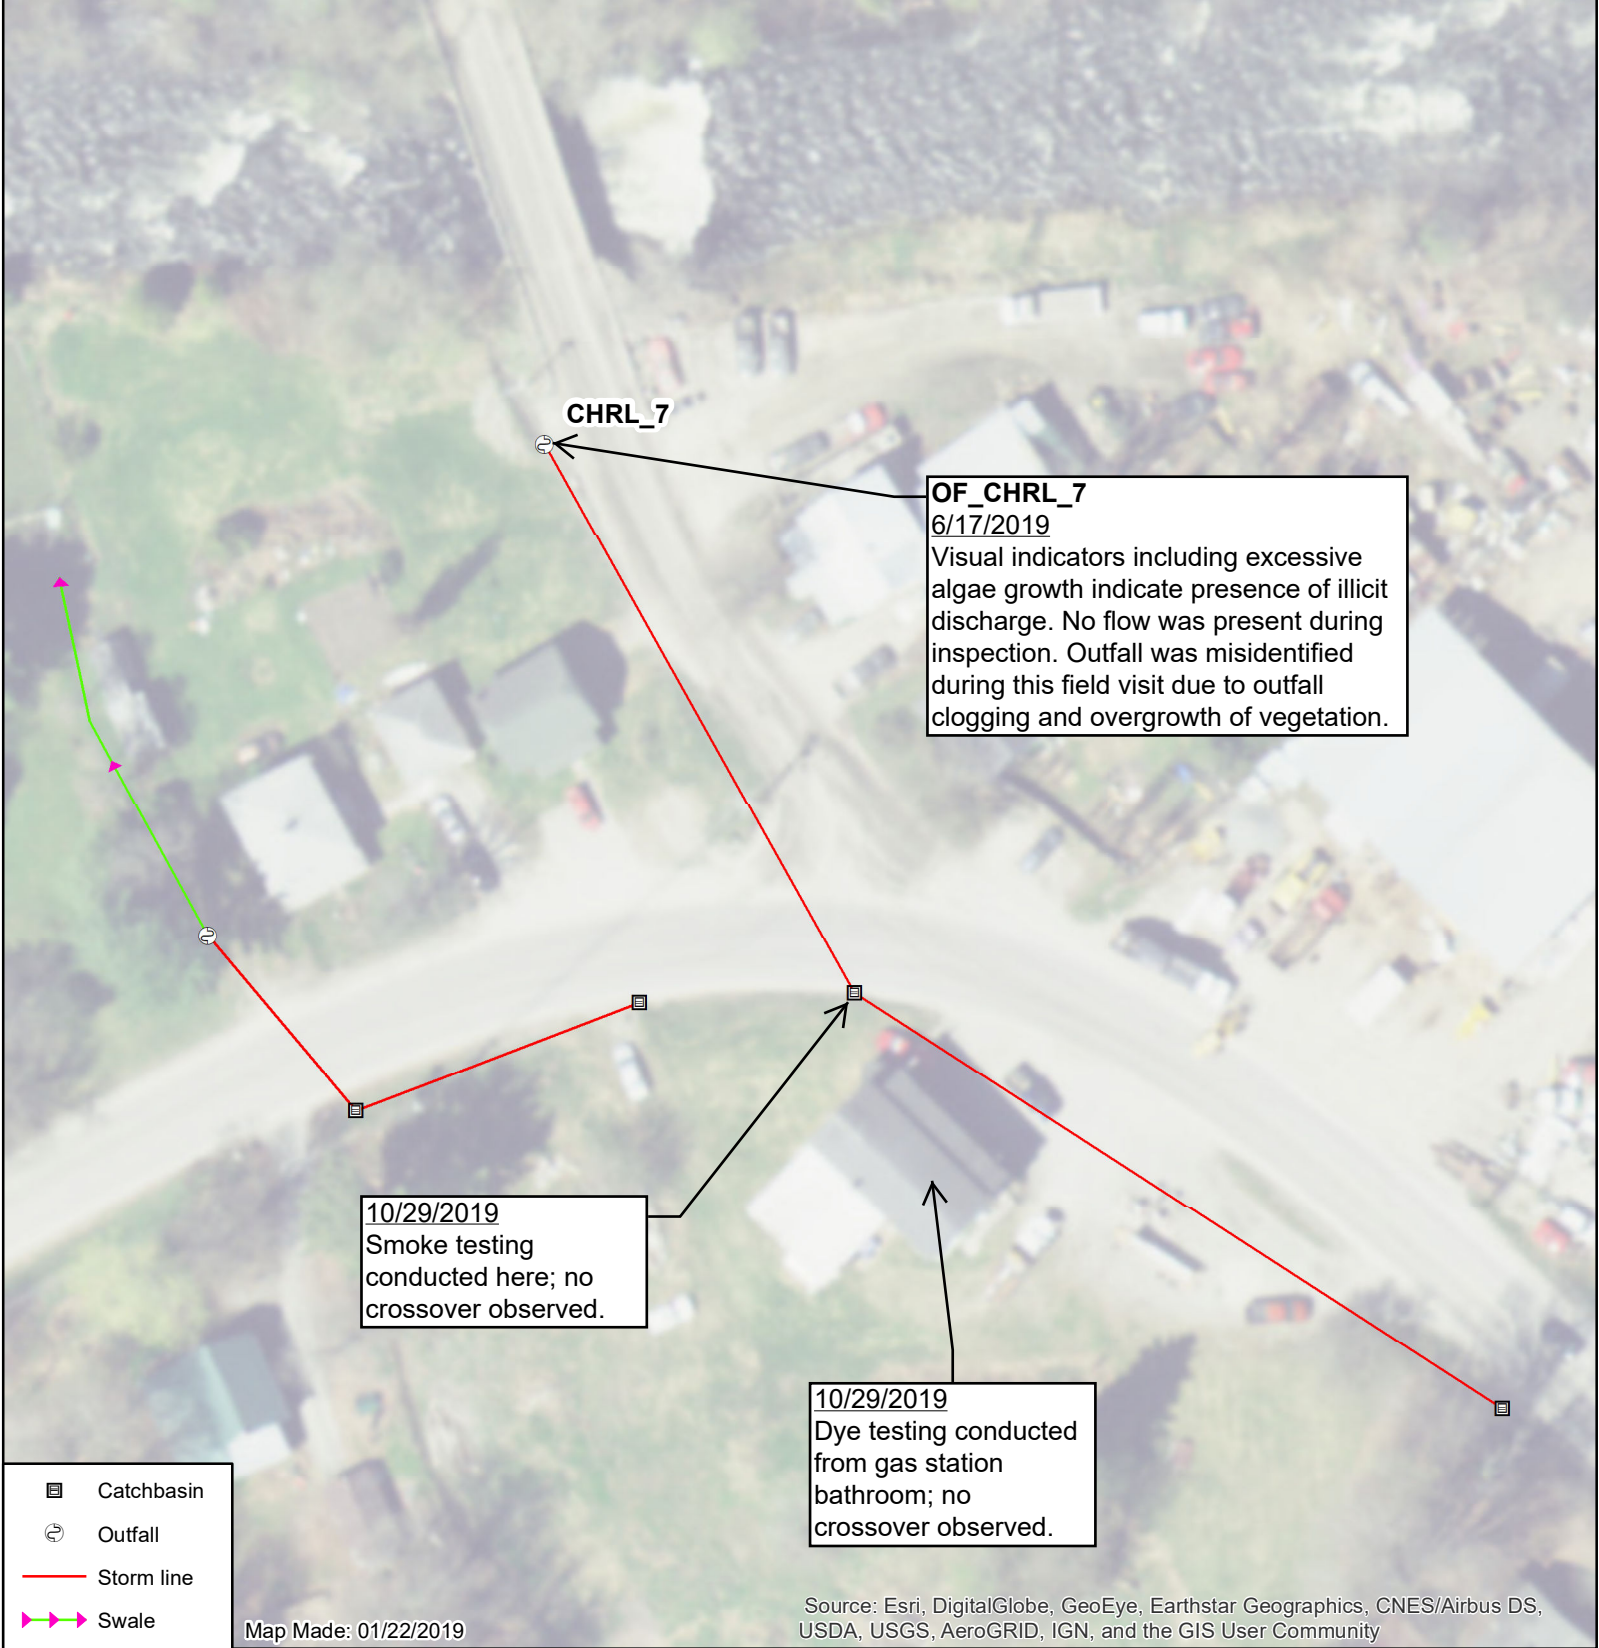 CHRL_7
OF_CHRL_7
6/17/2019
Visual indicators including excessive
algae growth indicate presence of illicit
discharge. No flow was present during
inspection. Outfall was misidentified
during this field visit due to outfall
clogging and overgrowth of vegetation.
10/29/2019
Smoke testing
conducted here; no
crossover observed.
10/29/2019
Dye testing conducted
from gas station
bathroom; no
crossover observed.
Catchbasin
Outfall
Storm line
Swale
Map Made: 01/22/2019
Source: Esri, DigitalGlobe, GeoEye, Earthstar Geographics, CNES/Airbus DS,
USDA, USGS, AeroGRID, IGN, and the GIS User Community